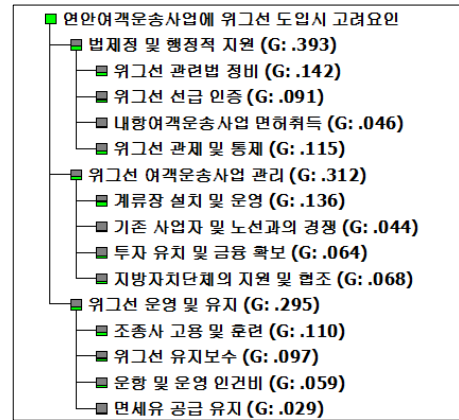 연안여객운송사업에 위그선 도입시 고려요인
법제정 및 행정적 지원 (G: .393)
위그선 관련법 정비 (G: .142)
위그선 선급 인증 (G: .091)
내항여객운송사업 면허취득 (G: .046)
위그선 관제 및 통제 (G: .115)
위그선 여객운송사업 관리 (G: .312)
계류장 설치 및 운영 (G: .136)
기존 사업자 및 노선과의 경쟁 (G: .044)
투자 유치 및 금융 확보 (G: .064)
지방자치단체의 지원 및 협조 (G: .068)
위그선 운영 및 유지 (G: .295)
조종사 고용 및 훈련 (G: .110)
위그선 유지보수 (G: .097)
운항 및 운영 인건비 (G: .059)
면세유 공급 유지 (G: .029)